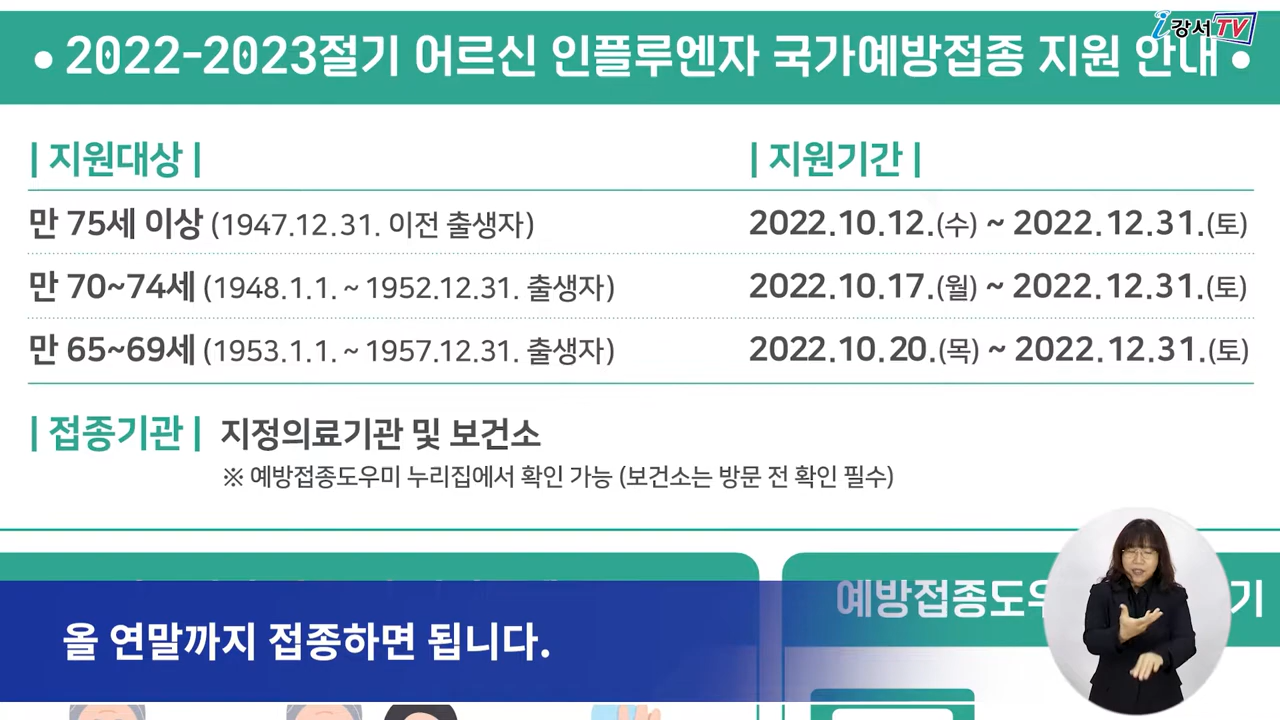 i강서TV
• 2022-2023절기 어르신 인플루엔자 국가예방접종 지원 안내 •
| 지원대상 |
| 지원기간 |
만 75세 이상 (1947.12.31. 이전 출생자)
2022.10.12.(수) ~ 2022.12.31.(토)
만 70~74세 (1948.1.1. ~ 1952.12.31. 출생자)
2022.10.17.(월) ~ 2022.12.31.(토)
만 65~69세 (1953.1.1. ~ 1957.12.31. 출생자)
2022.10.20.(목) ~ 2022.12.31.(토)
| 접종기관 | 지정의료기관 및 보건소
※ 예방접종도우미 누리집에서 확인 가능 (보건소는 방문 전 확인 필수)
예방접종도우 기
올 연말까지 접종하면 됩니다.